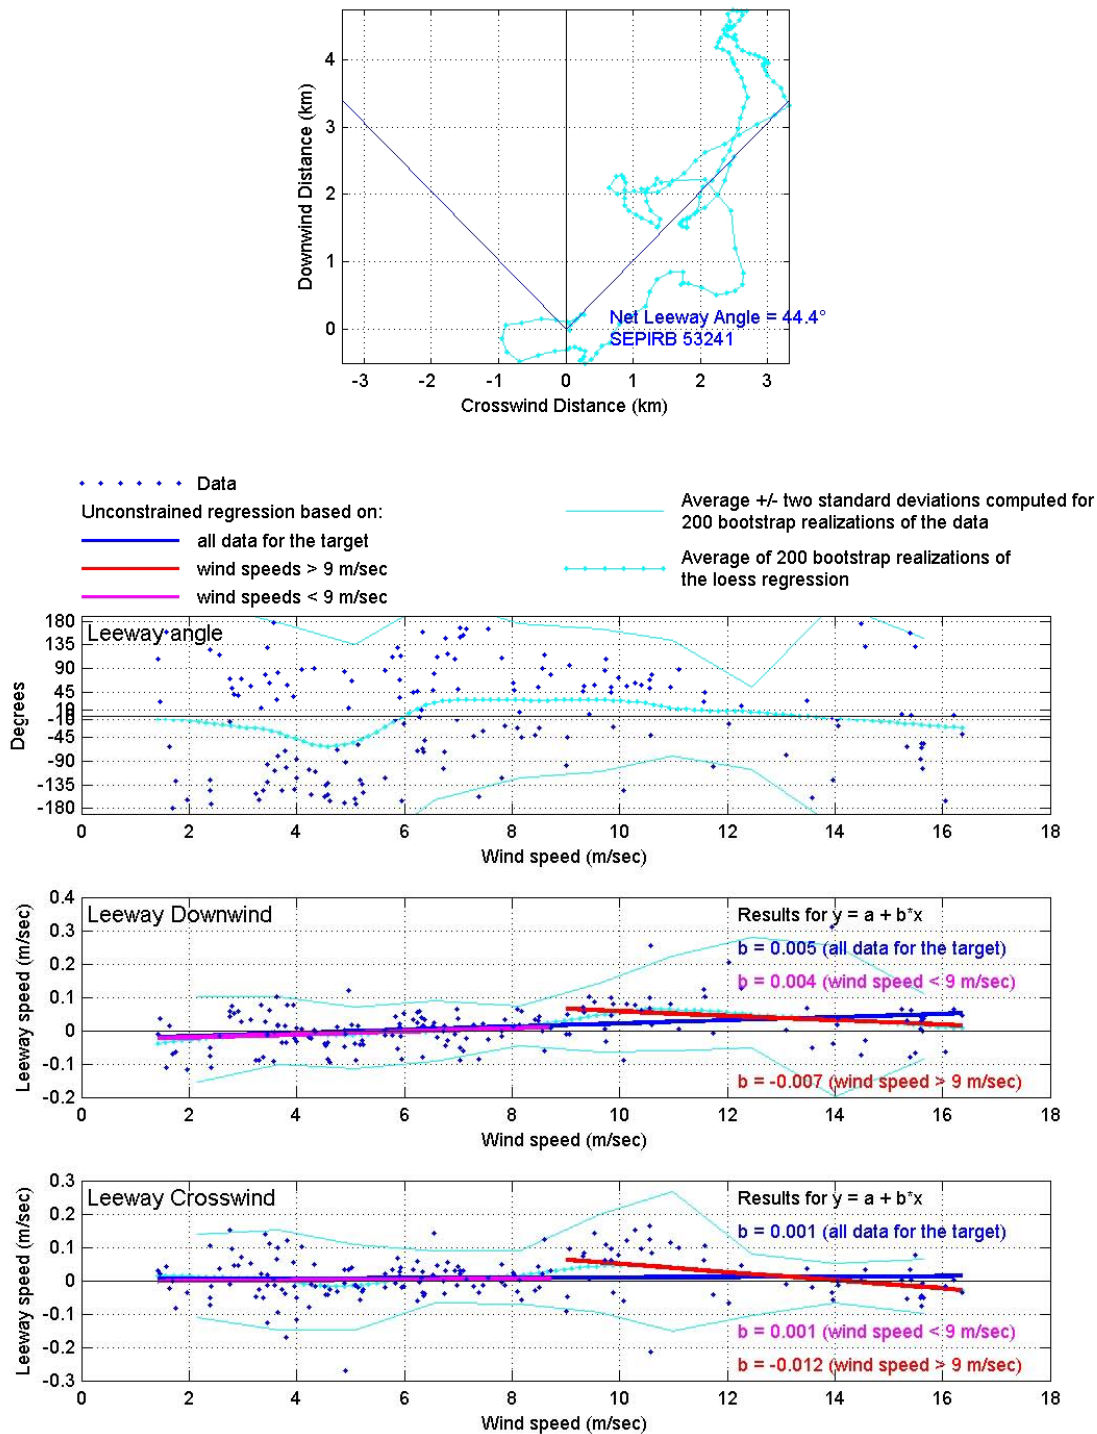 4
3
2
1
0
Downwind Distance (km)
Net Leeway Angle = 44.4°
SEPIRB 53241
-3 -2 -1 0 1 2 3
Crosswind Distance (km)
Data
Unconstrained regression based on:
all data for the target
wind speeds > 9 m/sec
wind speeds < 9 m/sec
Average +/- two standard deviations computed for
200 bootstrap realizations of the data
Average of 200 bootstrap realizations of
the loess regression
Leeway angle
180
135
90
45
10
-10
-45
-90
-135
-180
Degrees
0 2 4 6 8 10 12 14 16 18
Wind speed (m/sec)
Leeway Downwind
Results for y = a + b*x
b = 0.005 (all data for the target)
b = 0.004 (wind speed < 9 m/sec)
b = -0.007 (wind speed > 9 m/sec)
0.4
0.3
0.2
0.1
0
-0.1
-0.2
Leeway speed (m/sec)
0 2 4 6 8 10 12 14 16 18
Wind speed (m/sec)
Leeway Crosswind
Results for y = a + b*x
b = 0.001 (all data for the target)
b = 0.001 (wind speed < 9 m/sec)
b = -0.012 (wind speed > 9 m/sec)
0.3
0.2
0.1
0
-0.1
-0.2
-0.3
Leeway speed (m/sec)
0 2 4 6 8 10 12 14 16 18
Wind speed (m/sec)